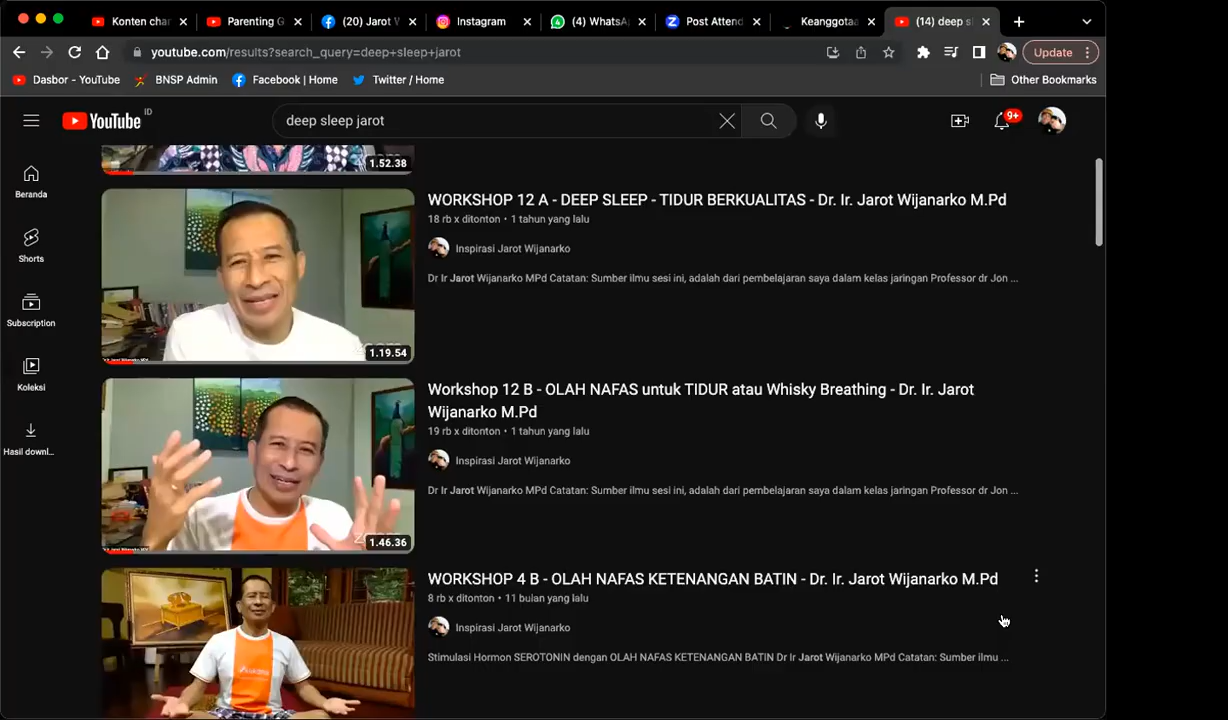 Konten cha
Parenting G
(20) Jarot V
Instagram
(4) WhatsA
Post Attend
Keanggota
(14) deep s
youtube.com/results?search_query=deep+sleep+jarot
Update
Dasbor - YouTube
BNSP Admin
Facebook | Home
Twitter / Home
Other Bookmarks
YouTube ID
deep sleep jarot
9+
Beranda
Shorts
Subscription
Koleksi
Hasil downl...
1.52.38
WORKSHOP 12 A - DEEP SLEEP - TIDUR BERKUALITAS - Dr. Ir. Jarot Wijanarko M.Pd
18 rb x ditonton • 1 tahun yang lalu
Inspirasi Jarot Wijanarko
Dr Ir Jarot Wijanarko MPd Catatan: Sumber ilmu sesi ini, adalah dari pembelajaran saya dalam kelas jaringan Professor dr Jon ...
1.19.54
Workshop 12 B - OLAH NAFAS untuk TIDUR atau Whisky Breathing - Dr. Ir. Jarot
Wijanarko M.Pd
19 rb x ditonton • 1 tahun yang lalu
Inspirasi Jarot Wijanarko
Dr Ir Jarot Wijanarko MPd Catatan: Sumber ilmu sesi ini, adalah dari pembelajaran saya dalam kelas jaringan Professor dr Jon ...
1.46.36
WORKSHOP 4 B - OLAH NAFAS KETENANGAN BATIN - Dr. Ir. Jarot Wijanarko M.Pd
8 rb x ditonton • 11 bulan yang lalu
Inspirasi Jarot Wijanarko
Stimulasi Hormon SEROTONIN dengan OLAH NAFAS KETENANGAN BATIN Dr Ir Jarot Wijanarko MPd Catatan: Sumber ilmu ...